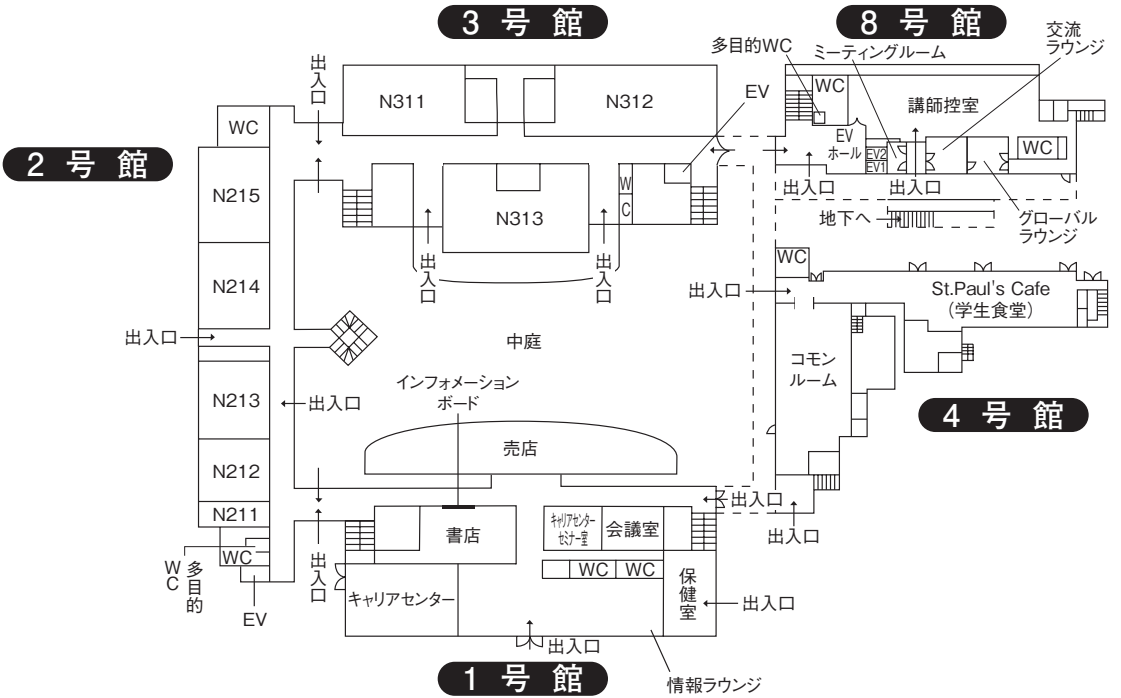 3 号 館
8 号 館
2 号 館
4 号 館
1 号 館
出入口
N311
N312
EV
N313
W
C
出入口
出入口
多目的WC
ミーティングルーム
交流
ラウンジ
WC
講師控室
EV
ホール
EV2
EV1
WC
出入口
出入口
地下へ
グローバル
ラウンジ
WC
N215
N214
出入口
N213
出入口
N212
N211
WC
多目的
WC
EV
中庭
インフォメーション
ボード
売店
WC
出入口
St.Paul's Cafe
(学生食堂)
コモン
ルーム
出入口
出入口
書店
キャリアセンター
セミナー室
会議室
WC
WC
保健室
出入口
出入口
キャリアセンター
出入口
情報ラウンジ